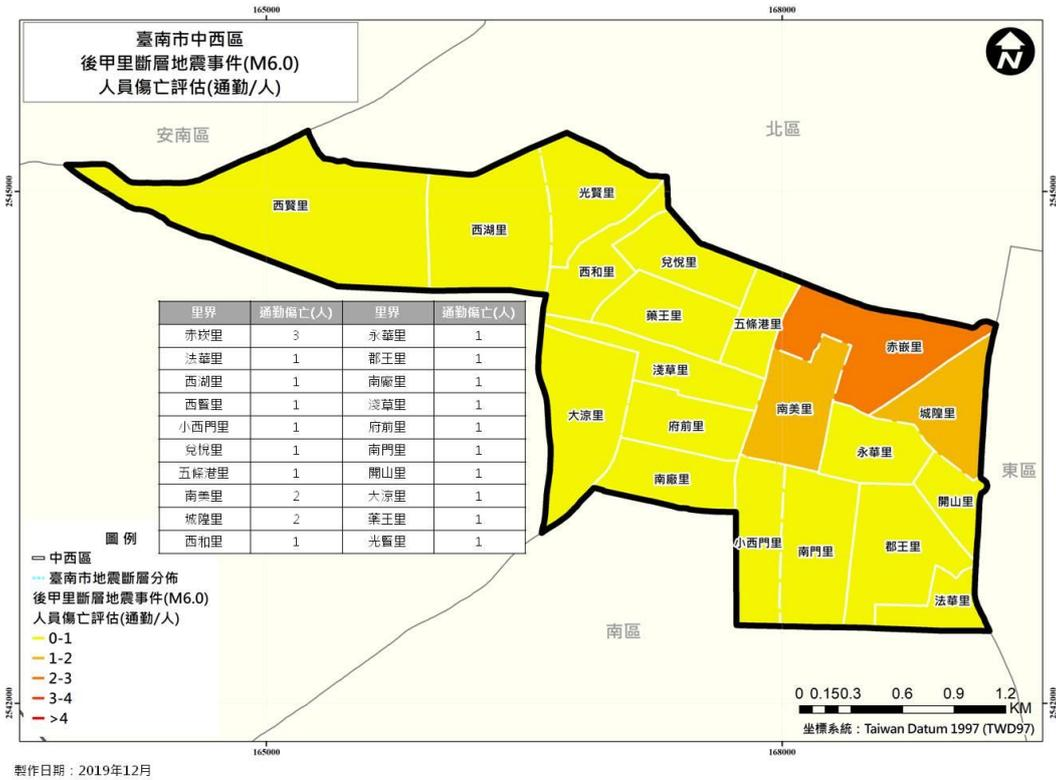 165000
168000
臺南市中西區
後甲里斷層地震事件(M6.0)
人員傷亡評估(通勤/人)
N
安南區
北區
2545000
2545000
光賢里
西賢里
西湖里
兌悅里
西和里
藥王里
五條港里
赤嵌里
淺草里
南美里
城隍里
大涼里
府前里
永華里
東區
南廠里
開山里
小西門里
南門里
郡王里
法華里
南區
里界 通勤傷亡(人) 里界 通勤傷亡(人)
赤崁里 3 永華里 1
法華里 1 郡王里 1
西湖里 1 南廠里 1
西賢里 1 淺草里 1
小西門里 1 府前里 1
兌悅里 1 南門里 1
五條港里 1 開山里 1
南美里 2 大涼里 1
城隍里 2 藥王里 1
西和里 1 光賢里 1
圖 例
中西區
臺南市地震斷層分佈
後甲里斷層地震事件(M6.0)
人員傷亡評估(通勤/人)
0-1
1-2
2-3
3-4
>4
2542000
2542000
0 0.150.3 0.6 0.9 1.2
KM
坐標系統：Taiwan Datum 1997 (TWD97)
165000
168000
製作日期：2019年12月